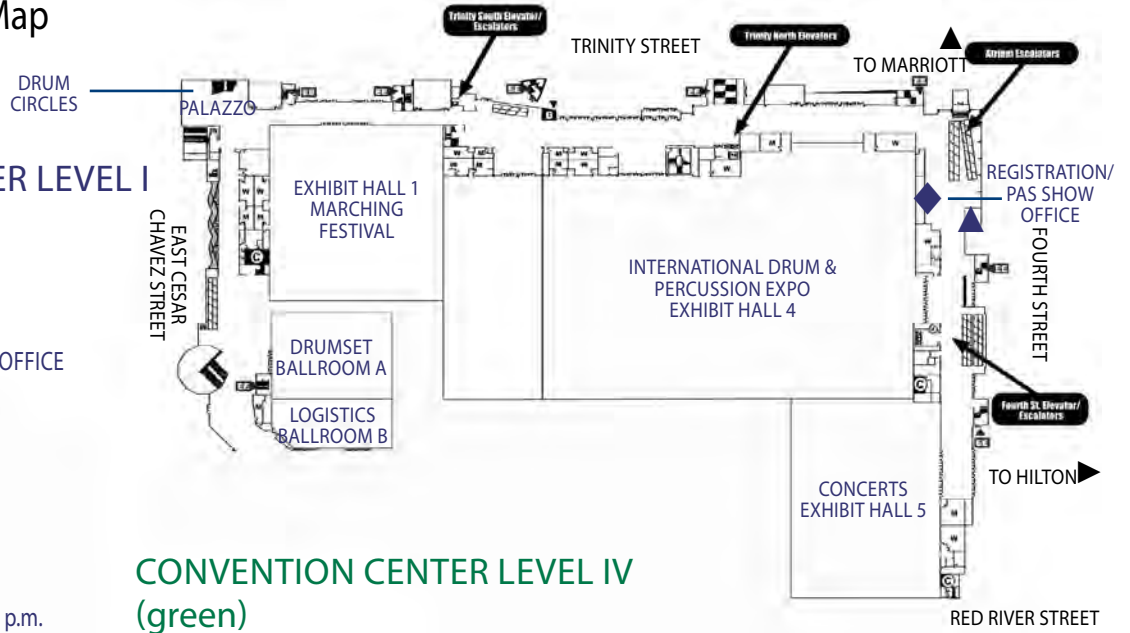 Map
Trinity South Elevator/
Escalators
TRINITY STREET
Trinity North Elevators
TO MARRIOTT
Atrium Escalators
DRUM
CIRCLES
PALAZZO
ER LEVEL I
EXHIBIT HALL 1
MARCHING
FESTIVAL
REGISTRATION/
PAS SHOW
OFFICE
EAST CESAR
CHAVEZ STREET
FOURTH STREET
INTERNATIONAL DRUM &
PERCUSSION EXPO
EXHIBIT HALL 4
OFFICE
DRUMSET
BALLROOM A
LOGISTICS
BALLROOM B
Fourth St. Elevator/
Escalators
TO HILTON
CONCERTS
EXHIBIT HALL 5
CONVENTION CENTER LEVEL IV
(green)
p.m.
RED RIVER STREET